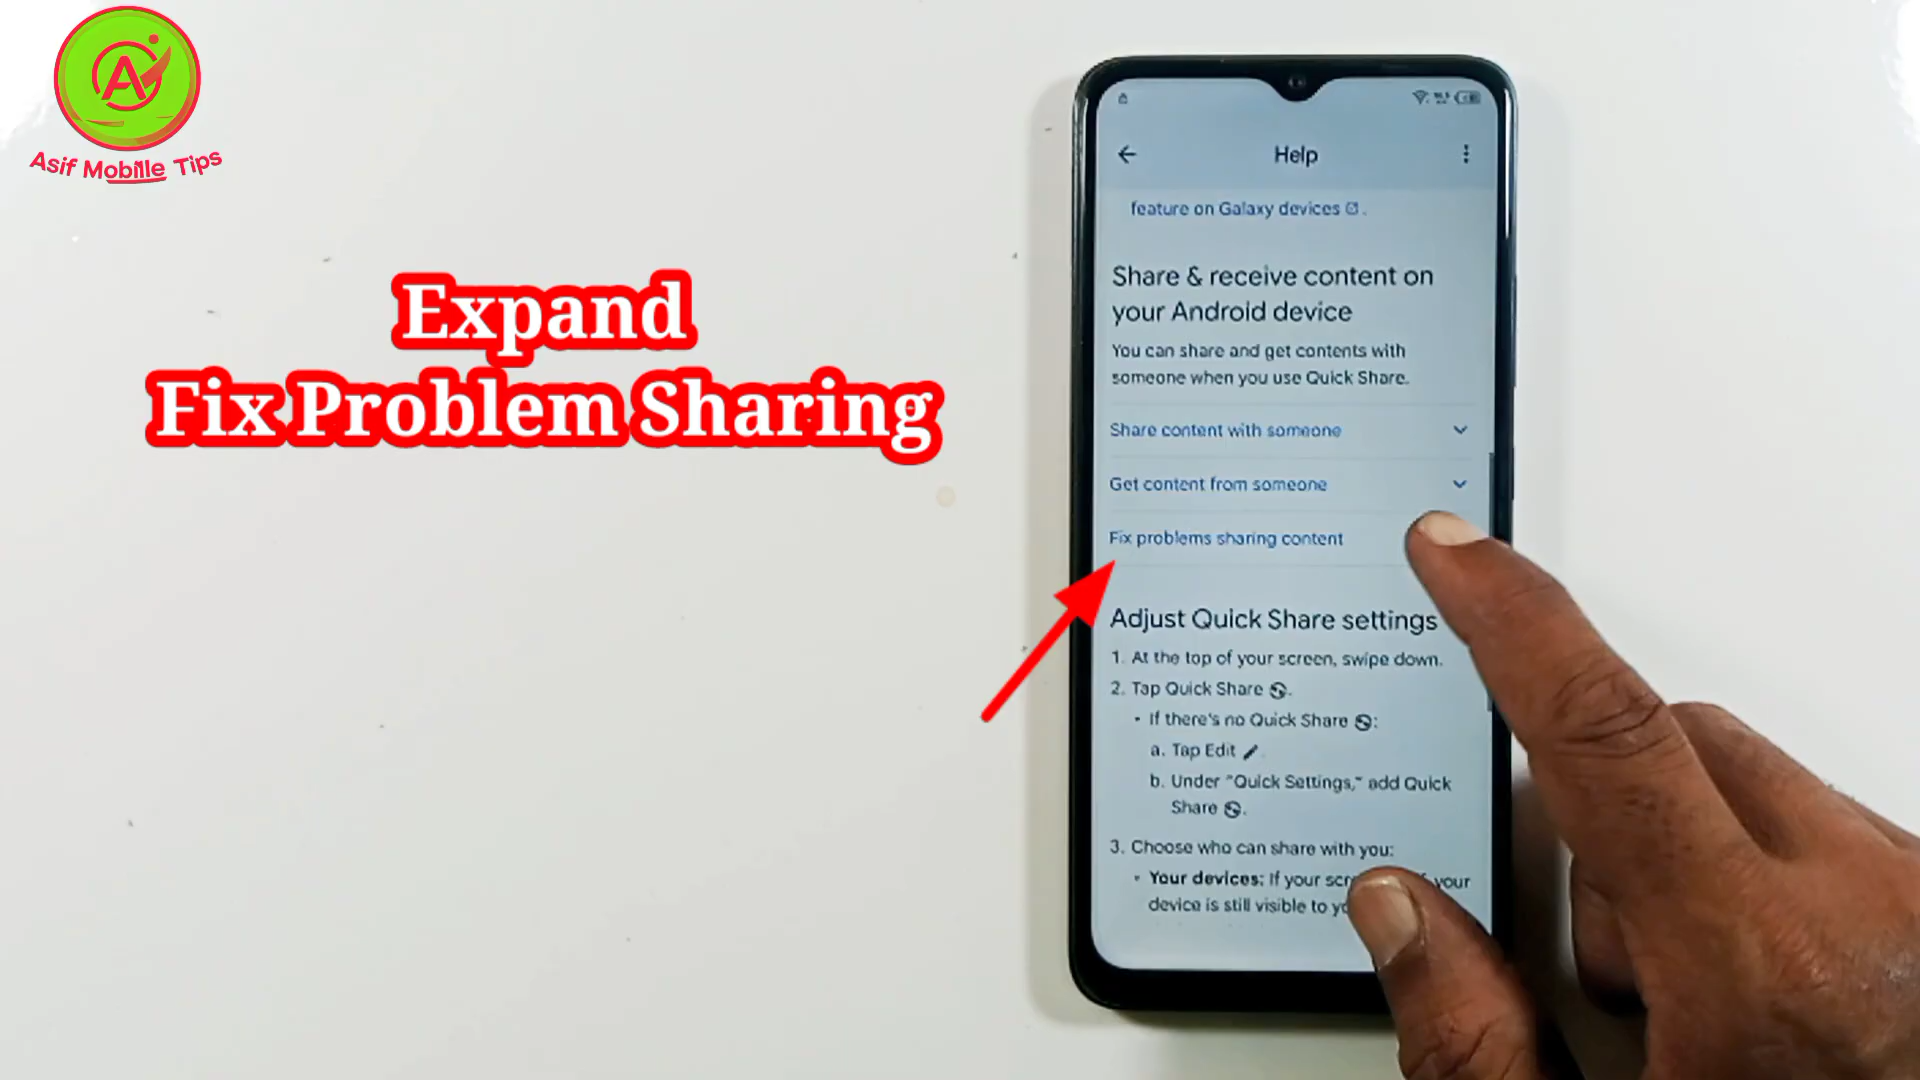 Asif Mobille Tips
Expand
Fix Problem Sharing
Help
feature on Galaxy devices
Share & receive content on
your Android device
You can share and get contents with
someone when you use Quick Share.
Share content with someone
Get content from someone
Fix problems sharing content
Adjust Quick Share settings
1. At the top of your screen, swipe down.
2. Tap Quick Share .
• If there's no Quick Share :
a. Tap Edit .
b. Under "Quick Settings," add Quick
Share .
3. Choose who can share with you:
• Your devices: If your your
device is still visible to